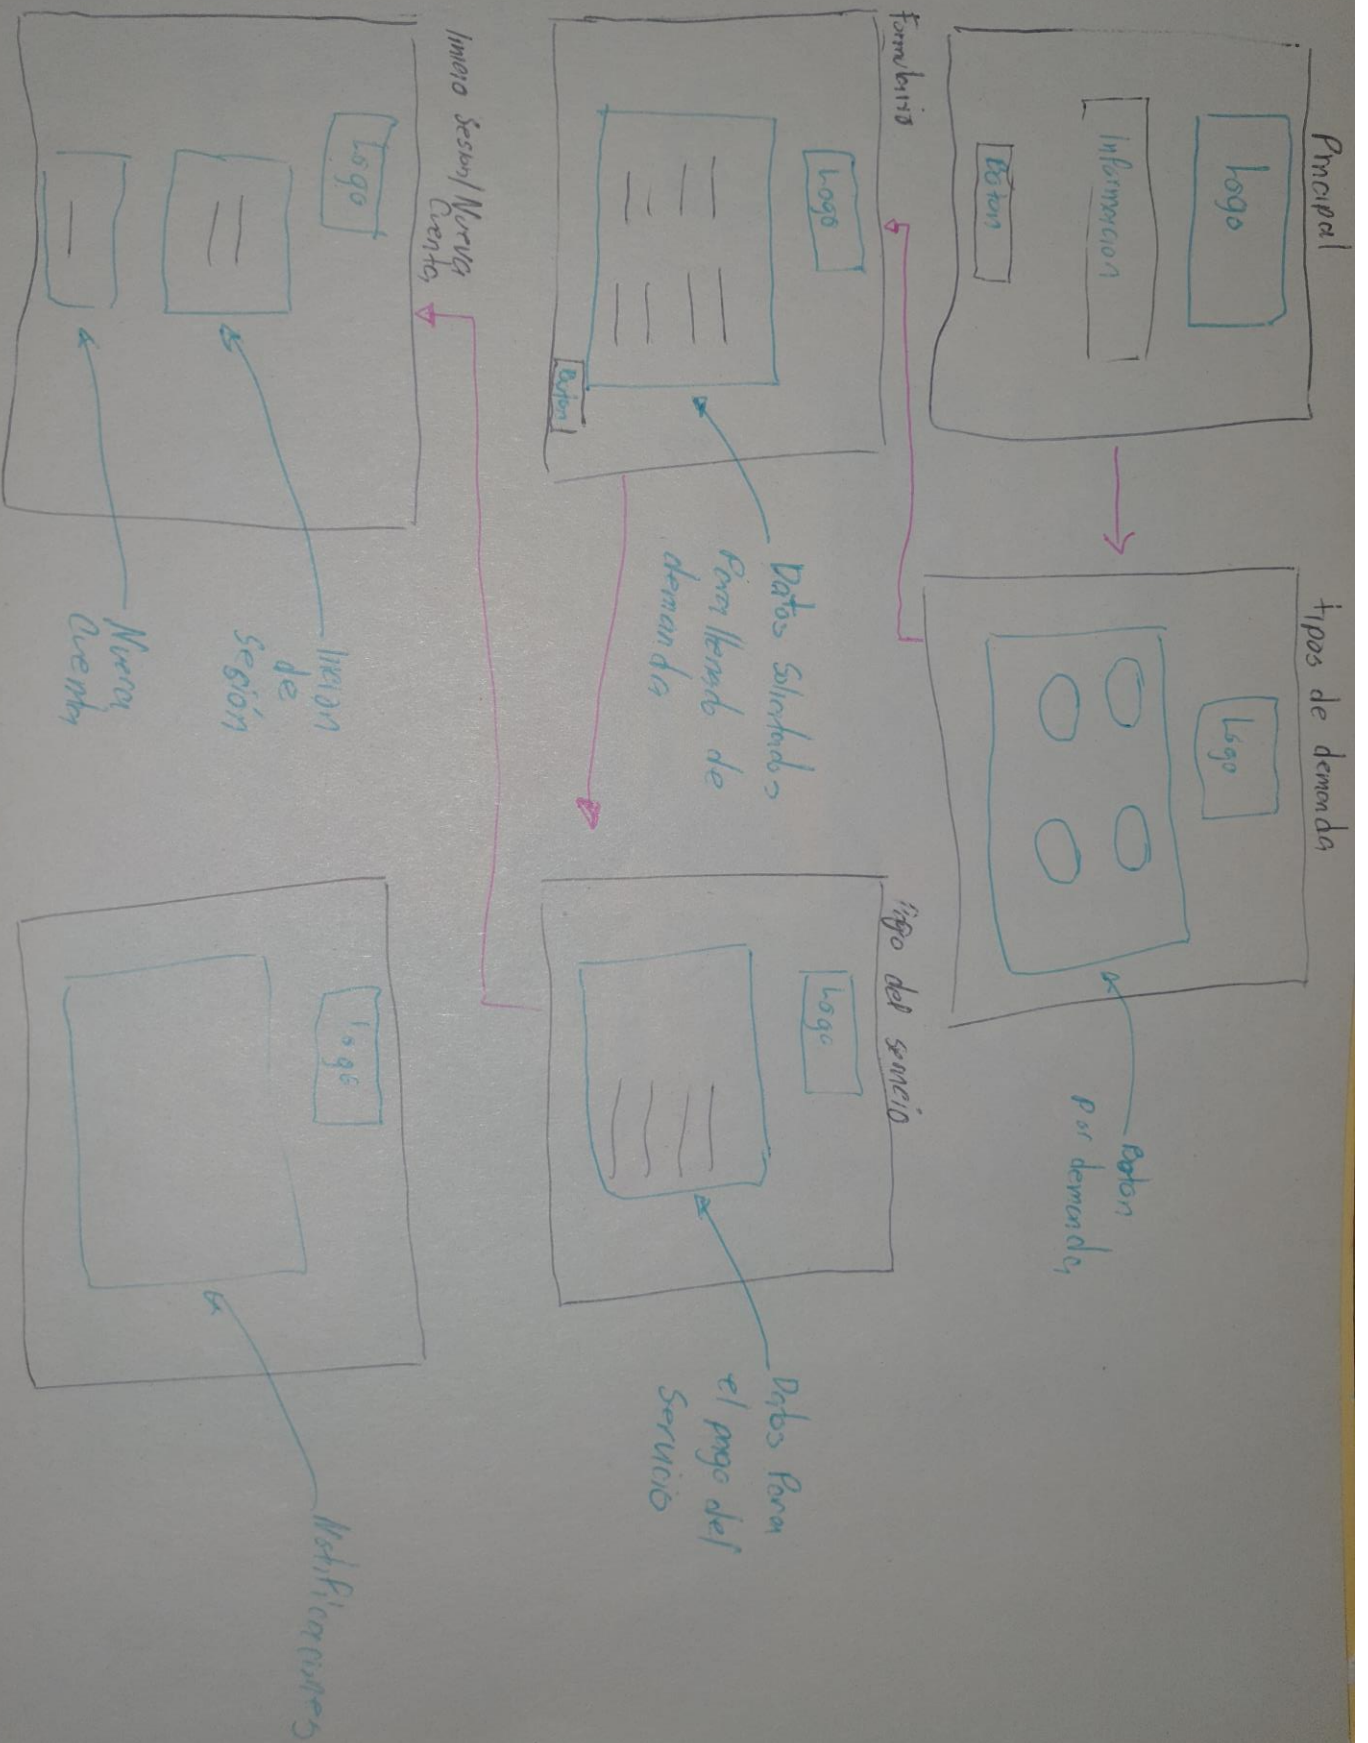 Principal
Logo
Informacion
Boton
tipos de demanda
Logo
Boton
Por demanda
Formulario
Logo
Boton
Datos Solicitados
Para llenado de
demanda
Pago del servicio
Logo
Datos Para
el pago del
Servicio
Inicio Sesion/Nueva
Cuenta
Logo
Inicion
de
Sesión
Nueva
Cuenta
Logo
Notificaciones